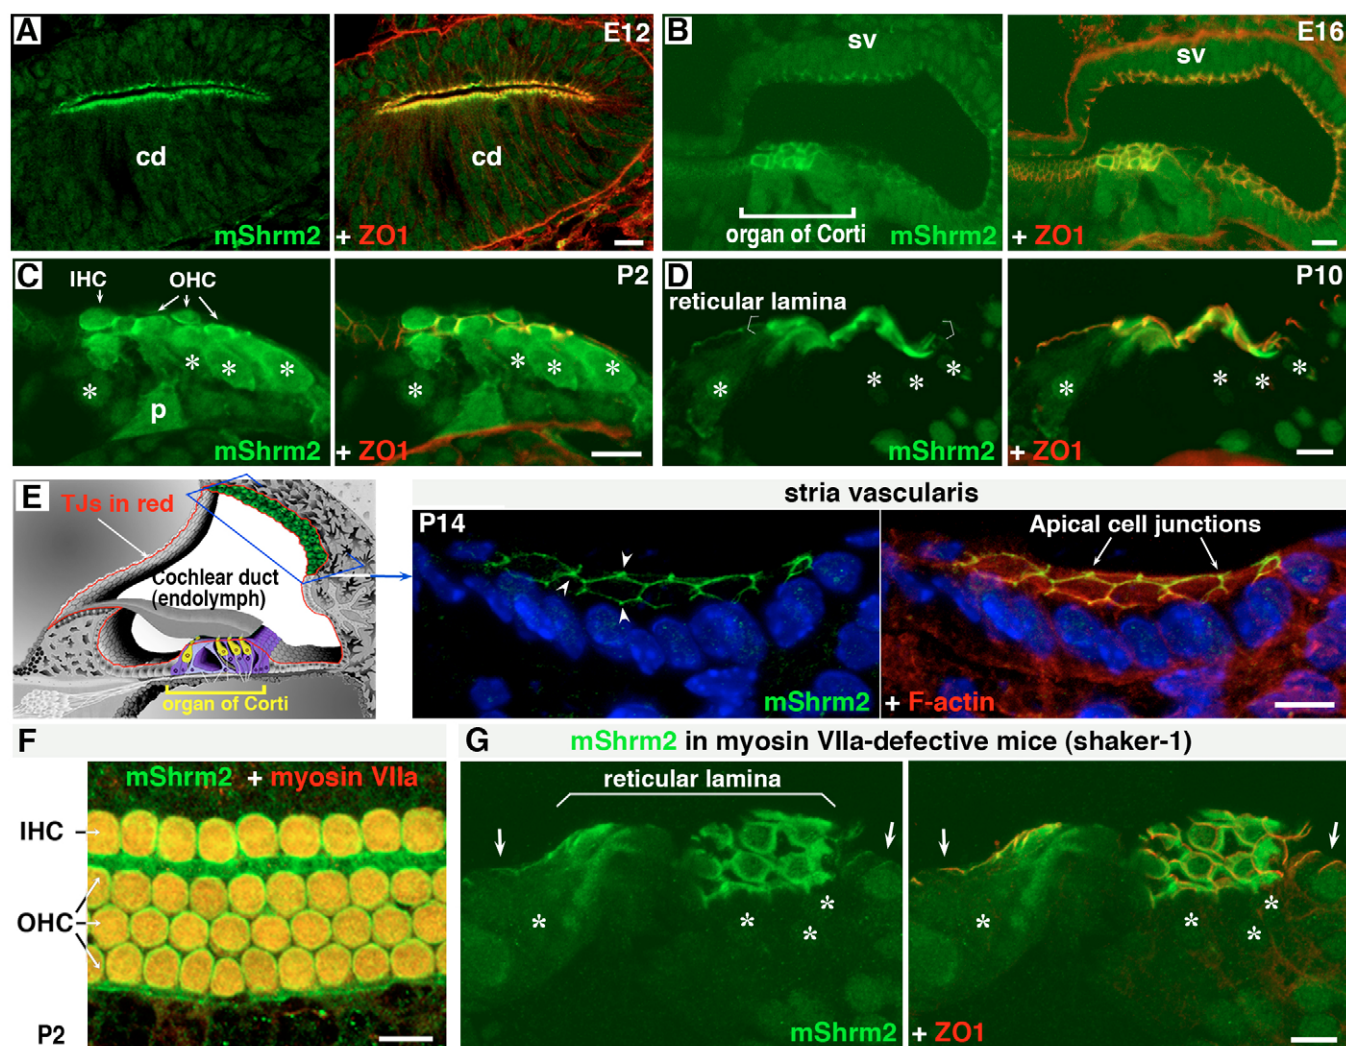 A
E12
cd
cd
mShrm2
+ ZO1
B
E16
sv
sv
organ of Corti
mShrm2
+ ZO1
C
IHC
OHC
P2
* * * *
* * * *
p
mShrm2
+ ZO1
D
P10
reticular lamina
* * * *
* * * *
mShrm2
+ ZO1
E
TJs in red
Cochlear duct
(endolymph)
organ of Corti
stria vascularis
P14
Apical cell junctions
mShrm2
+ F-actin
F
mShrm2 + myosin VIIa
IHC
OHC
P2
G
mShrm2 in myosin VIIa-defective mice (shaker-1)
reticular lamina
* * * *
* * * *
mShrm2
+ ZO1